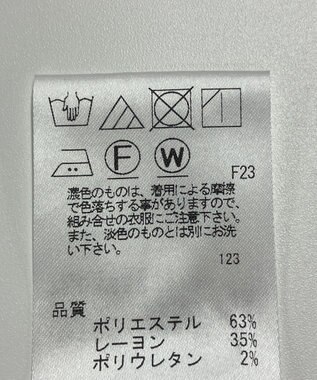 F W
F23
濃色のものは、着用による摩擦
で色落ちする事がありますので、
組み合せの衣服にご注意下さい。
また、淡色のものとは別にお洗
い下さい。
123
品質
ポリエステル 63%
レーヨン 35%
ポリウレタン 2%